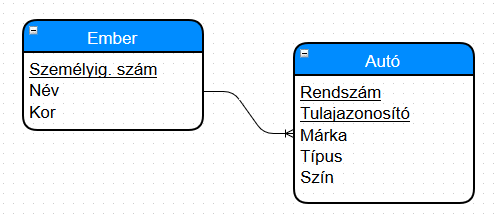 Ember
Személyig. szám
Név
Kor
Autó
Rendszám
Tulajazonosító
Márka
Típus
Szín